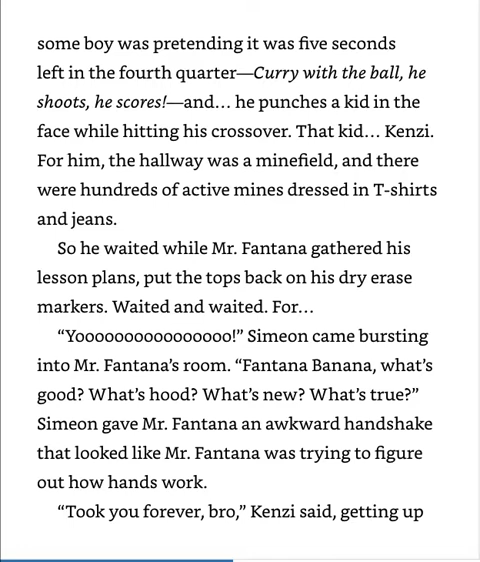 some boy was pretending it was five seconds
left in the fourth quarter—Curry with the ball, he
shoots, he scores!—and… he punches a kid in the
face while hitting his crossover. That kid… Kenzi.
For him, the hallway was a minefield, and there
were hundreds of active mines dressed in T-shirts
and jeans.
So he waited while Mr. Fantana gathered his
lesson plans, put the tops back on his dry erase
markers. Waited and waited. For…
“Yoooooooooooooooo!” Simeon came bursting
into Mr. Fantana’s room. “Fantana Banana, what’s
good? What’s hood? What’s new? What’s true?”
Simeon gave Mr. Fantana an awkward handshake
that looked like Mr. Fantana was trying to figure
out how hands work.
“Took you forever, bro,” Kenzi said, getting up